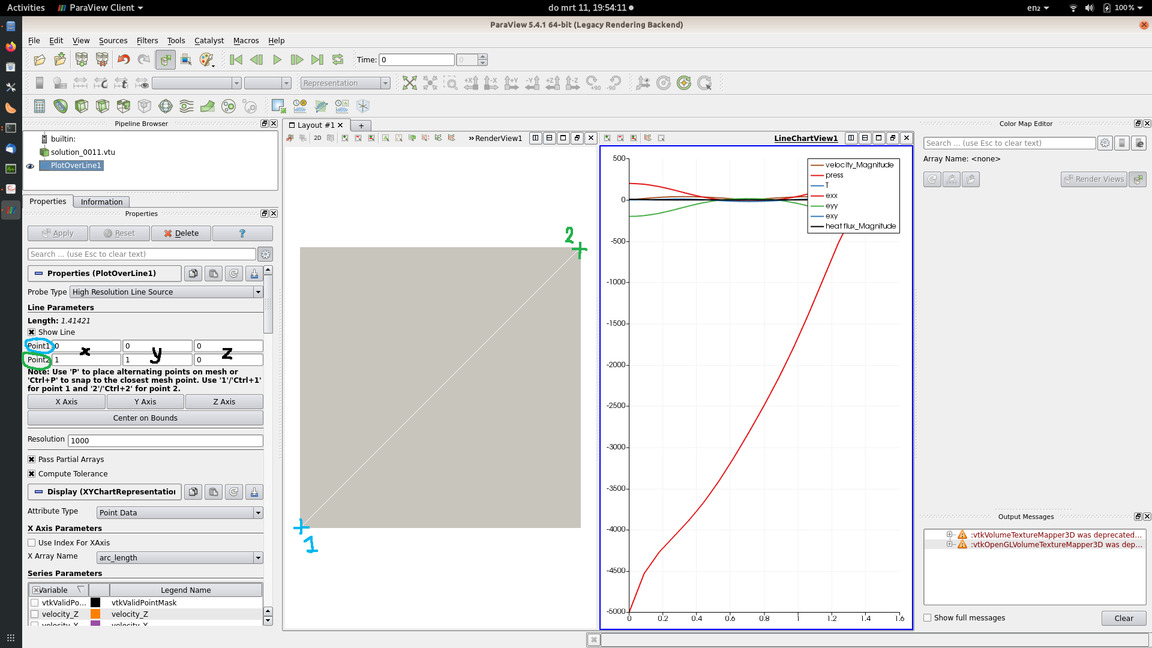 Activities ParaView Client do mrt 11, 19:54:11 en₂ 100%
ParaView 5.4.1 64-bit (Legacy Rendering Backend)
File Edit View Sources Filters Tools Catalyst Macros Help
Time: 0 0
Representation
2D
Pipeline Browser
builtin:
solution_0011.vtu
PlotOverLine1
Properties Information
Properties
Apply Reset Delete ?
Search ... (use Esc to clear text)
Properties (PlotOverLine1)
Probe Type High Resolution Line Source
Line Parameters
Length: 1.41421
Show Line
Point1 0 0 0
x y z
Point2 1 1 0
Note: Use 'P' to place alternating points on mesh or
'Ctrl+P' to snap to the closest mesh point. Use '1'/'Ctrl+1'
for point 1 and '2'/'Ctrl+2' for point 2.
X Axis Y Axis Z Axis
Center on Bounds
Resolution 1000
Pass Partial Arrays
Compute Tolerance
Display (XYChartRepresentation
Attribute Type Point Data
X Axis Parameters
Use Index For XAxis
X Array Name arc_length
Series Parameters
Variable Legend Name
vtkValidPo... vtkValidPointMask
velocity_Z velocity_Z
Layout #1 +
RenderView1
2
1
LineChartView1
500
0
-500
-1000
-1500
-2000
-2500
-3000
-3500
-4000
-4500
-5000
0 0.2 0.4 0.6 0.8 1 1.2 1.4 1.6
velocity_Magnitude
press
T
exx
eyy
exy
heat flux_Magnitude
Color Map Editor
Search ... (use Esc to clear text)
Array Name: <none>
Render Views
Output Messages
:vtkVolumeTextureMapper3D was deprecated...
:vtkOpenGLVolumeTextureMapper3D was dep...
Show full messages Clear